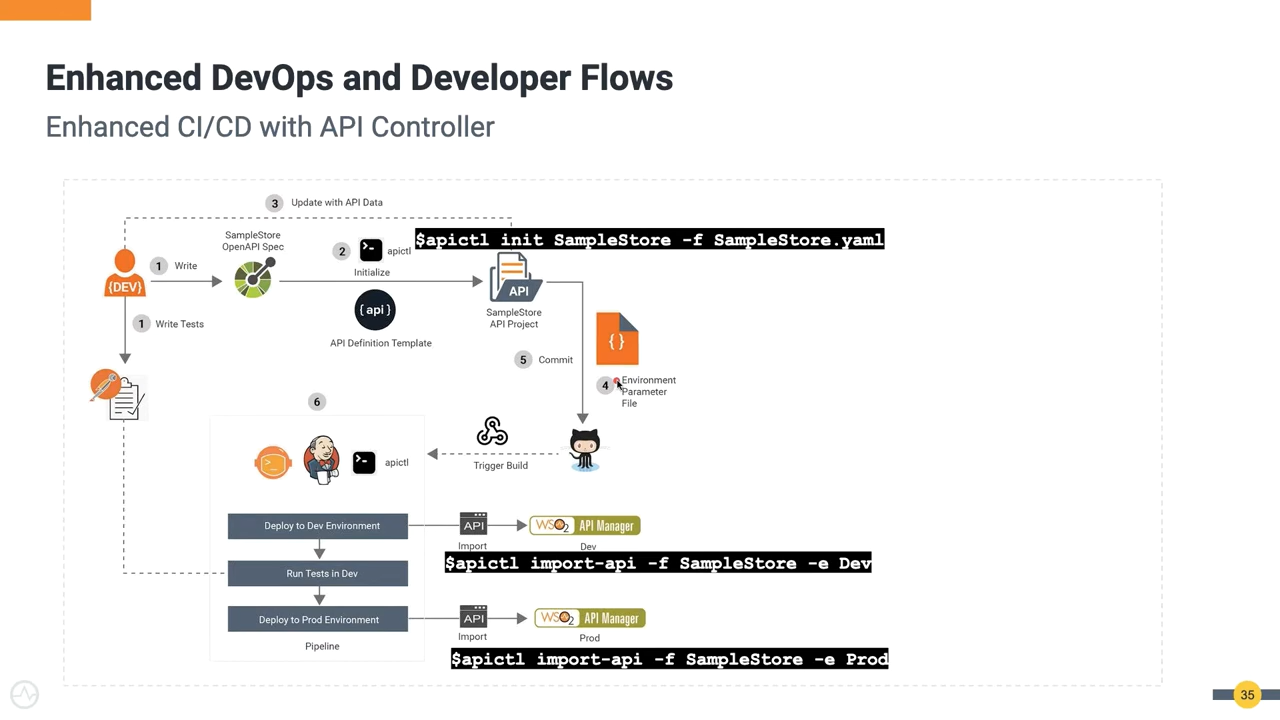 Enhanced DevOps and Developer Flows
Enhanced CI/CD with API Controller
3 Update with API Data
SampleStore
OpenAPI Spec
2 apictl
Initialize
$apictl init SampleStore -f SampleStore.yaml
{DEV}
1 Write
{ api }
API Definition Template
API
SampleStore
API Project
1 Write Tests
{ }
5 Commit
4 Environment
Parameter
File
6
apictl
Trigger Build
Deploy to Dev Environment
API
Import
WSO2 API Manager
Dev
$apictl import-api -f SampleStore -e Dev
Run Tests in Dev
Deploy to Prod Environment
API
Import
WSO2 API Manager
Prod
Pipeline
$apictl import-api -f SampleStore -e Prod
35